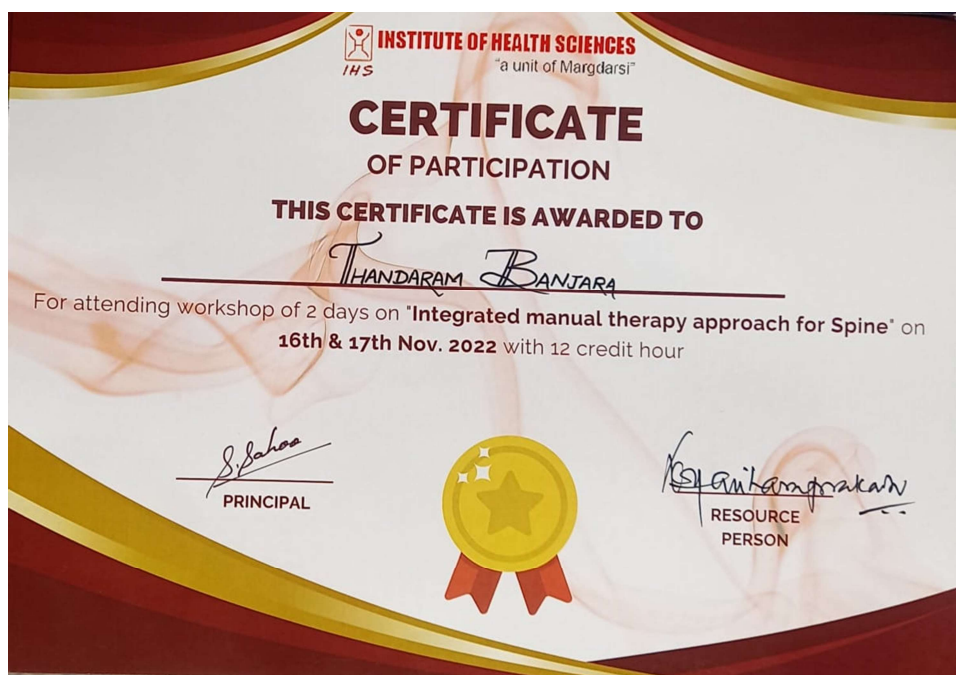 INSTITUTE OF HEALTH SCIENCES
IHS
"a unit of Margdarsi"
CERTIFICATE
OF PARTICIPATION
THIS CERTIFICATE IS AWARDED TO
THANDARAM BANJARA
For attending workshop of 2 days on "Integrated manual therapy approach for Spine" on
16th & 17th Nov. 2022 with 12 credit hour
S.Sahoo
PRINCIPAL
RESOURCE
PERSON